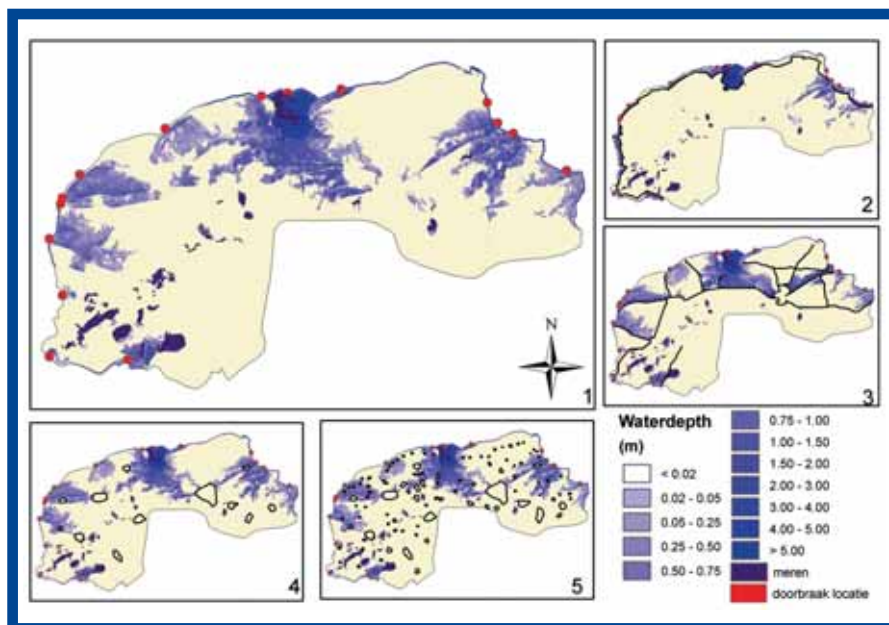 N
1
2
3
4
5
Waterdepth
(m)
< 0.02
0.02 - 0.05
0.05 - 0.25
0.25 - 0.50
0.50 - 0.75
0.75 - 1.00
1.00 - 1.50
1.50 - 2.00
2.00 - 3.00
3.00 - 4.00
4.00 - 5.00
> 5.00
meren
doorbraak locatie